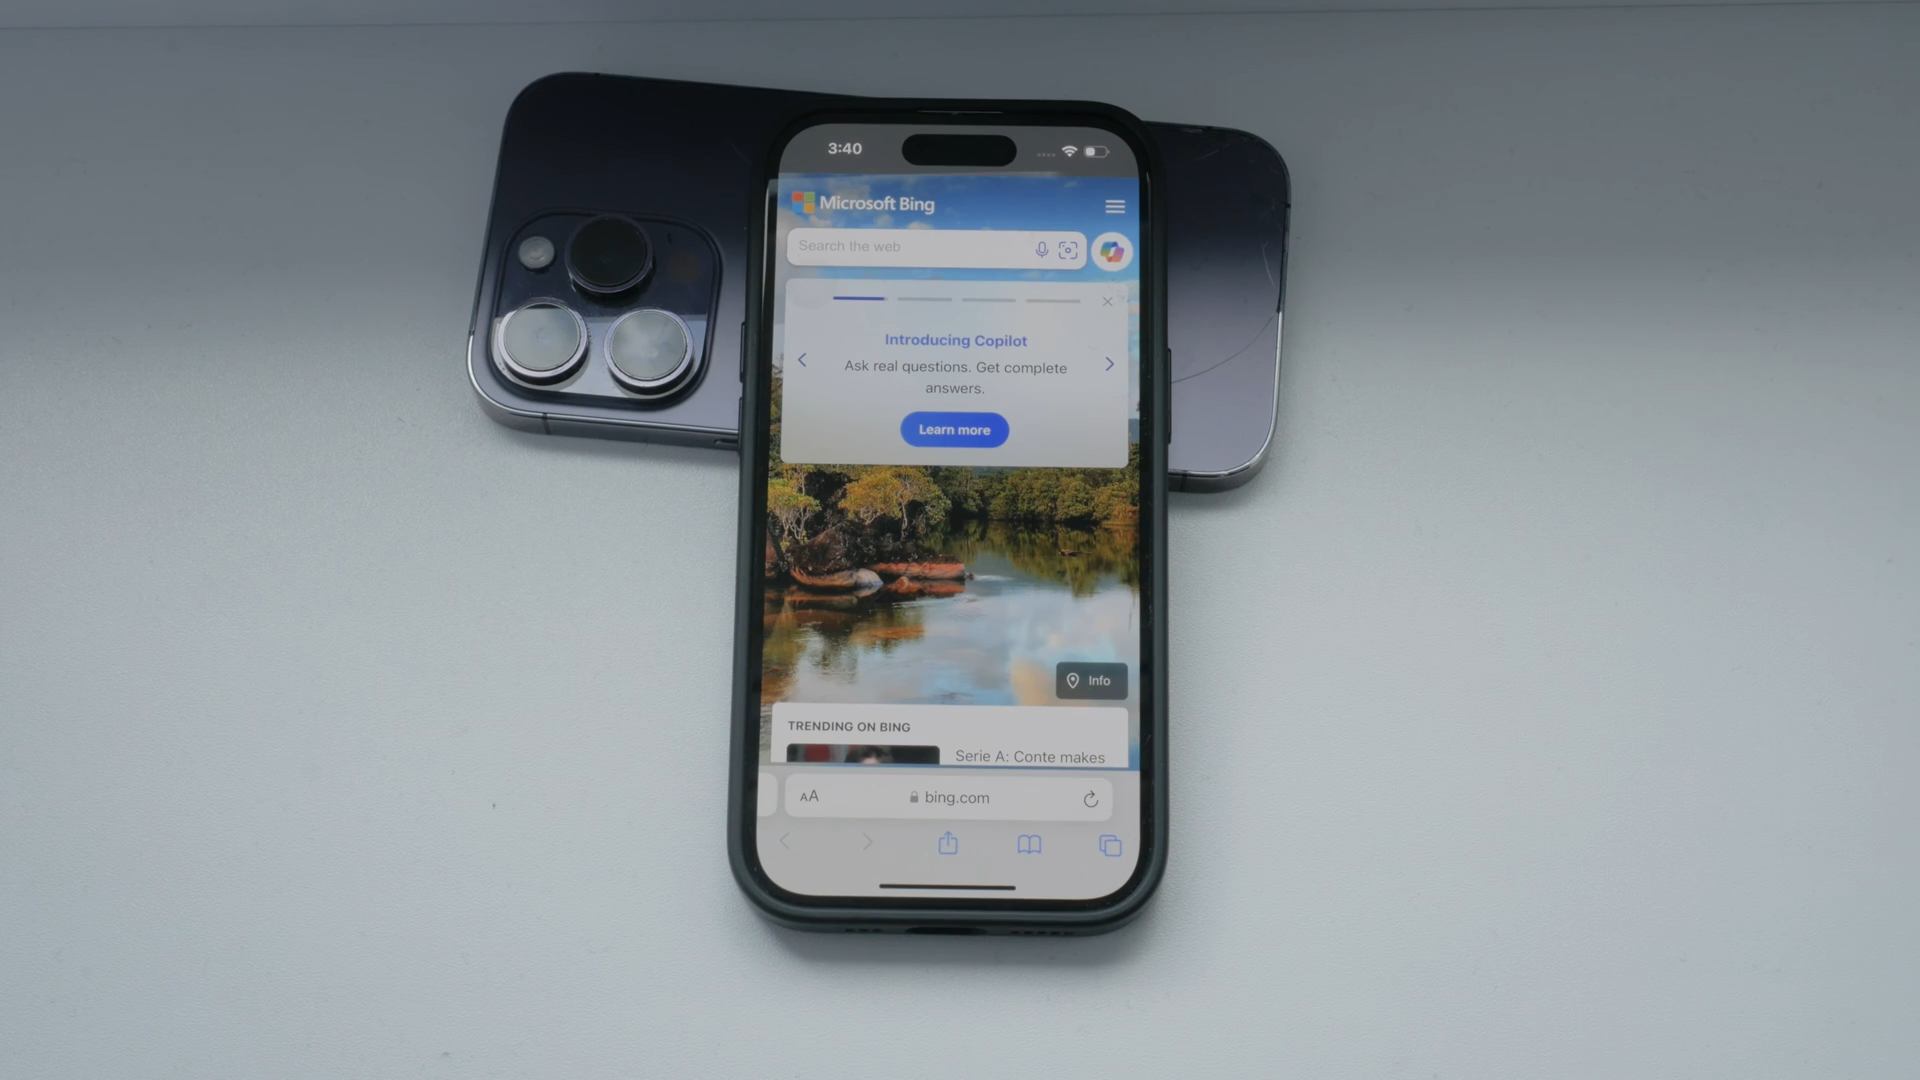 3:40
Microsoft Bing
Search the web
Introducing Copilot
Ask real questions. Get complete
answers.
Learn more
Info
TRENDING ON BING
Serie A: Conte makes
AA
bing.com